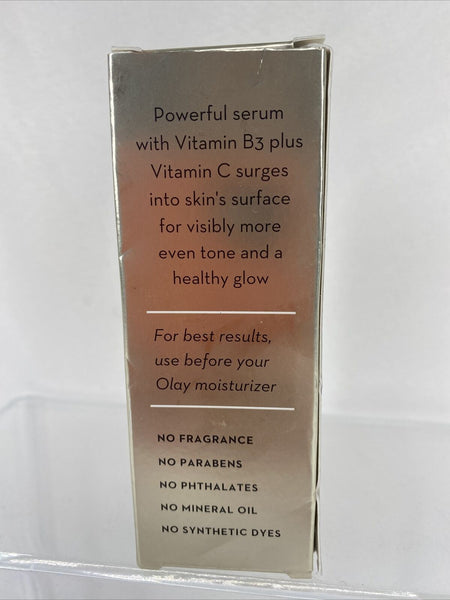 Powerful serum
with Vitamin B3 plus
Vitamin C surges
into skin's surface
for visibly more
even tone and a
healthy glow
For best results,
use before your
Olay moisturizer
NO FRAGRANCE
NO PARABENS
NO PHTHALATES
NO MINERAL OIL
NO SYNTHETIC DYES